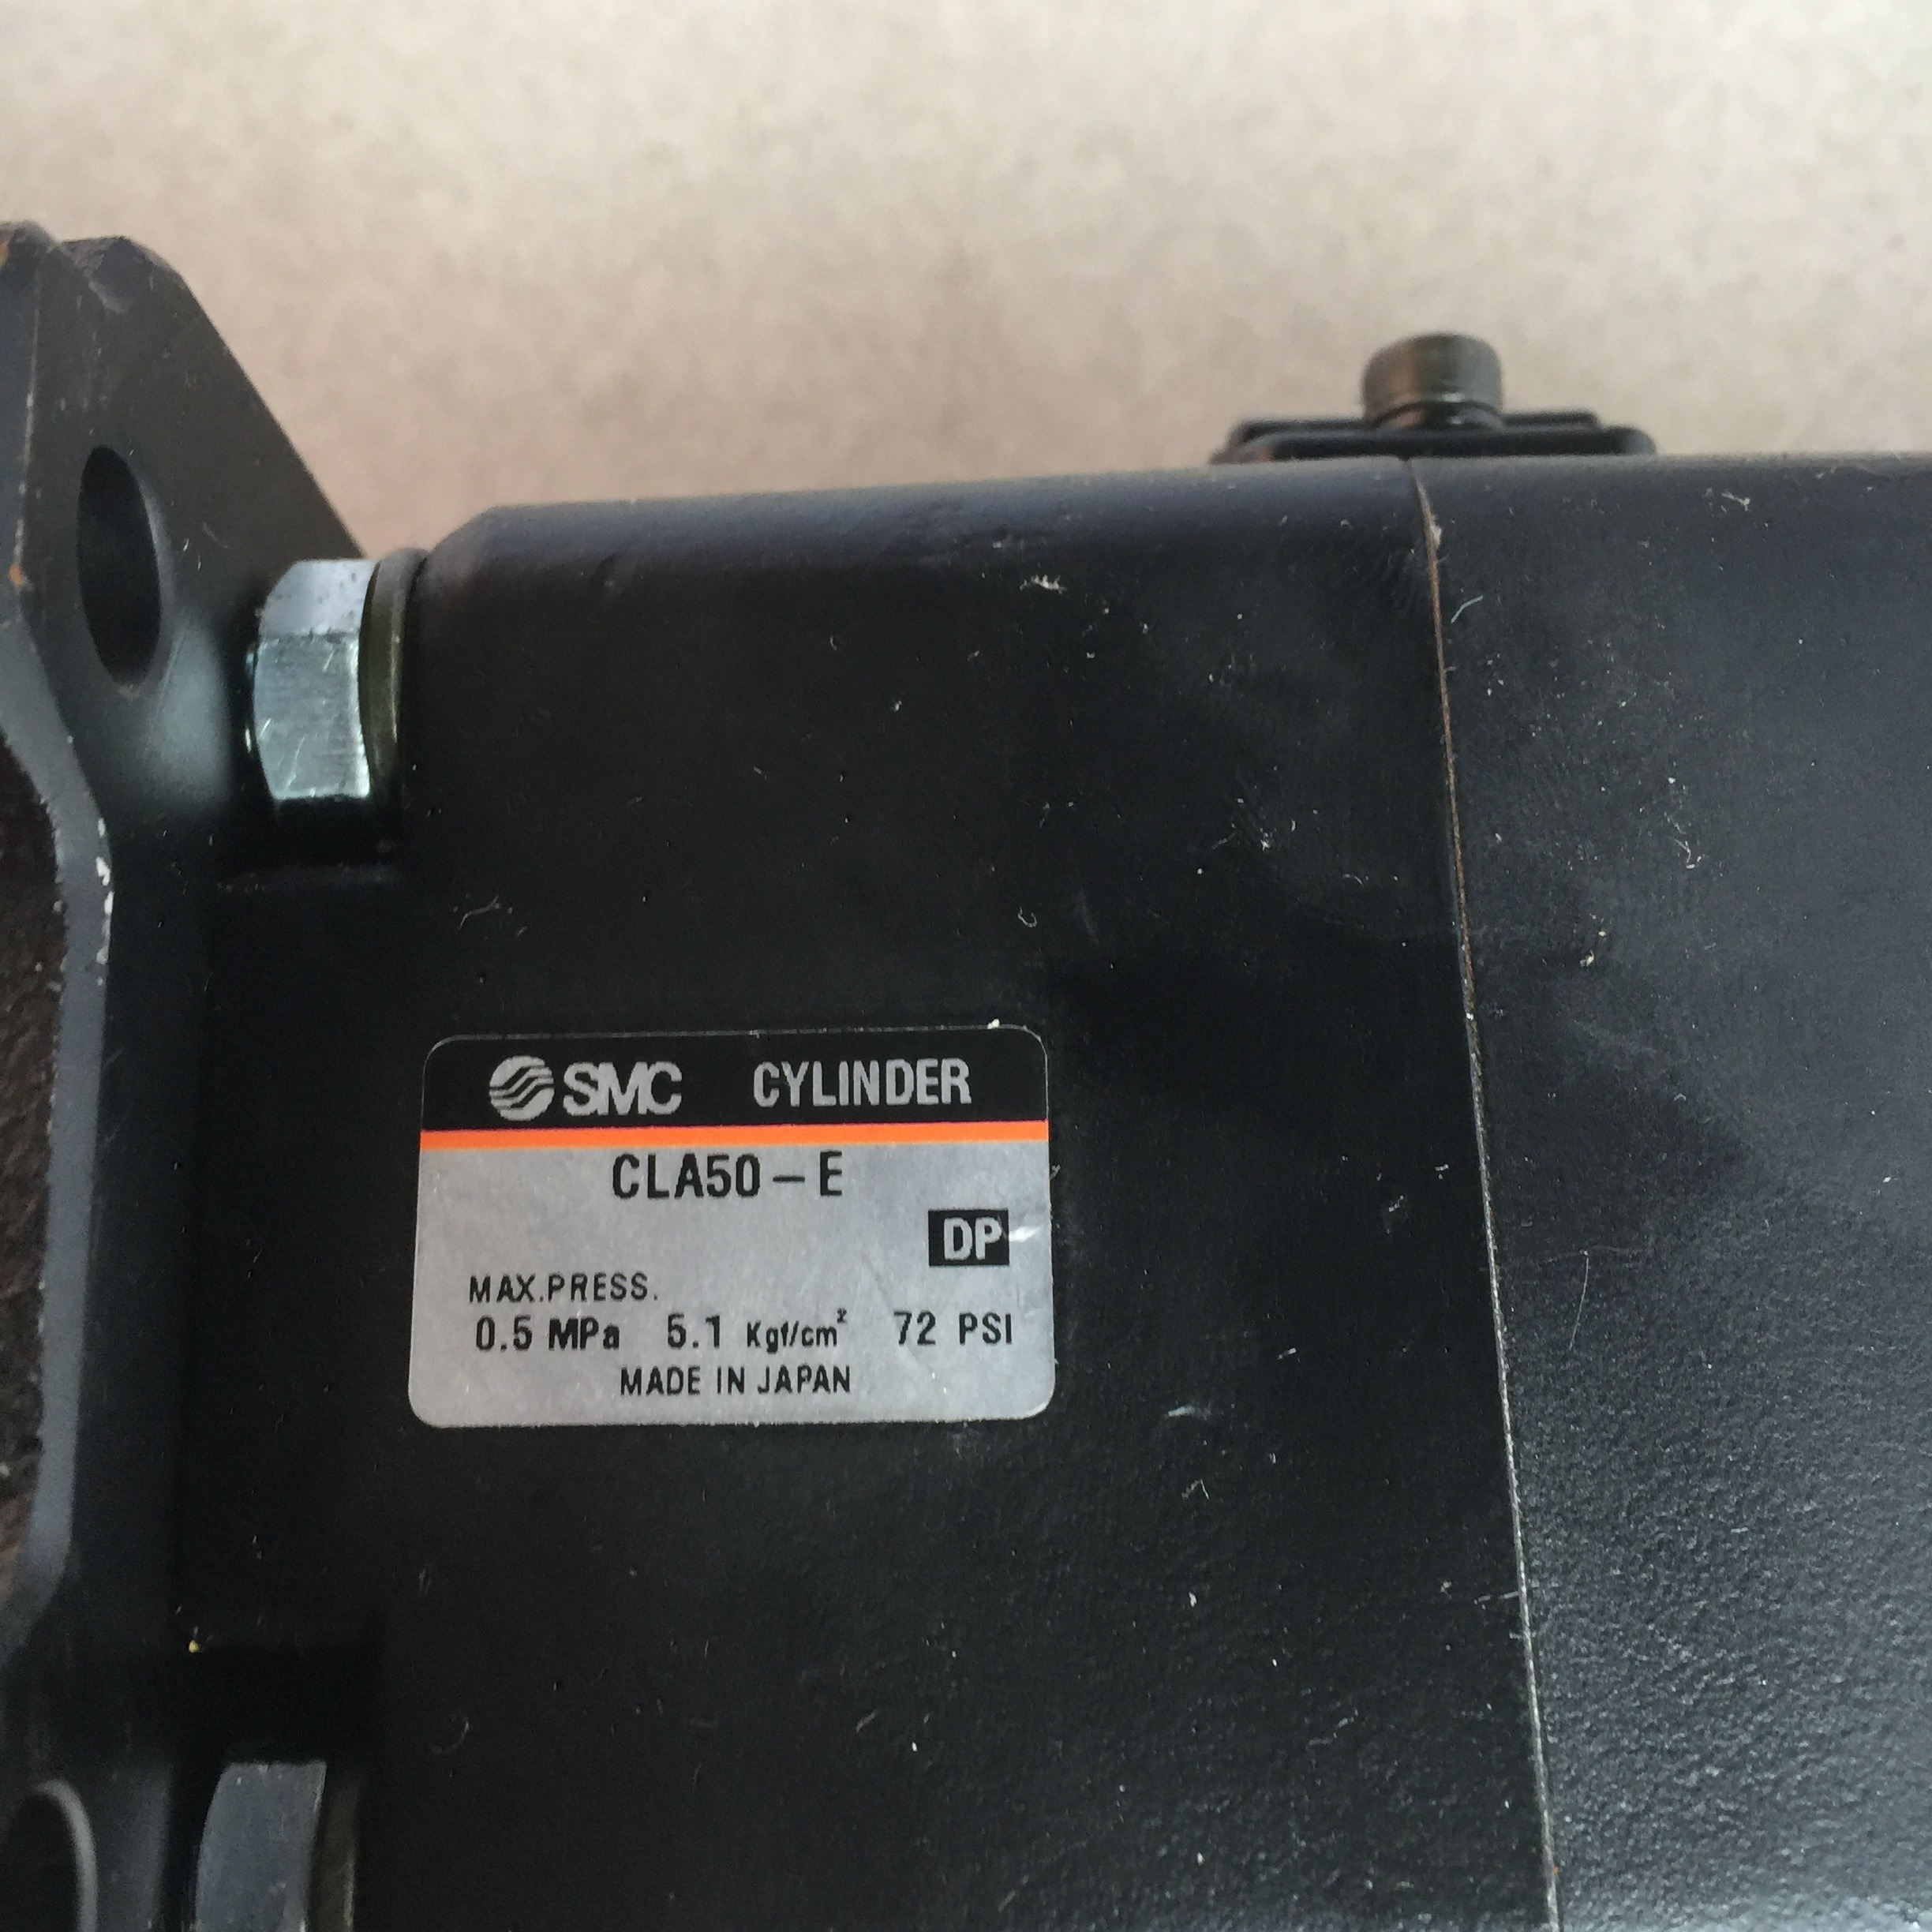 SMC CYLINDER
CLA50-E
DP
MAX.PRESS.
0.5 MPa 5.1 Kgf/cm² 72 PSI
MADE IN JAPAN